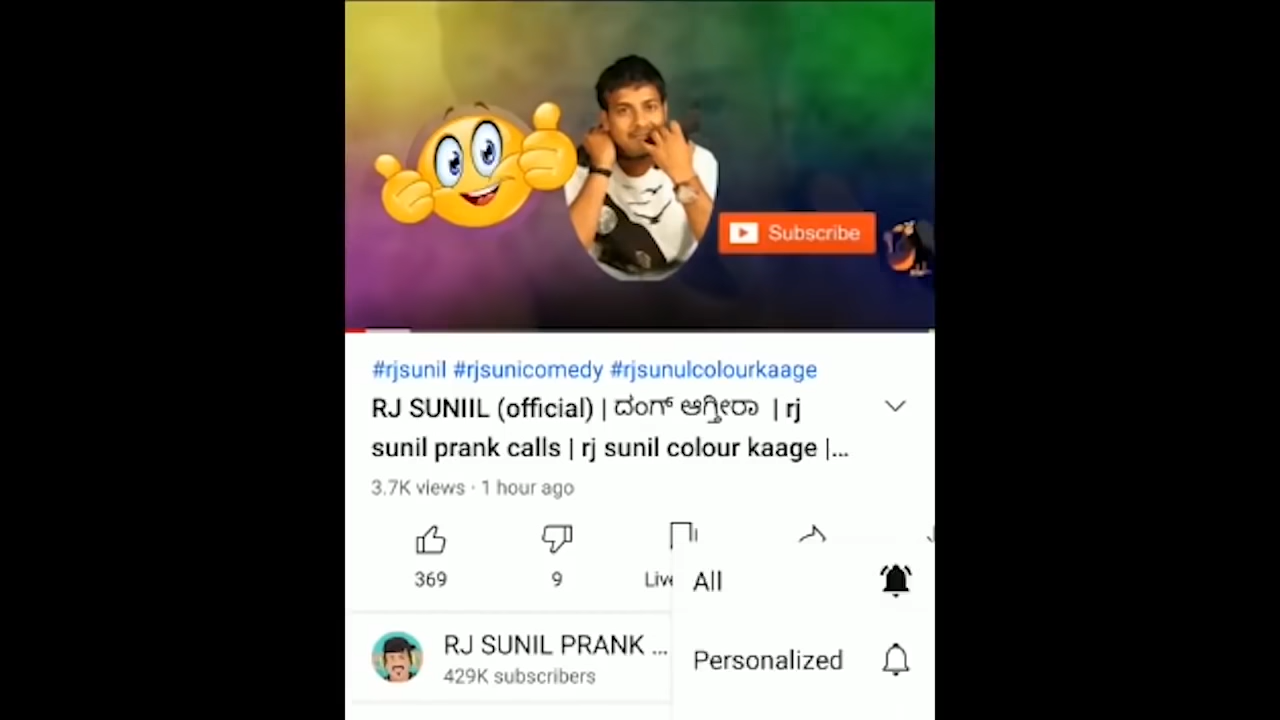 Subscribe
#rjsunil #rjsunicomedy #rjsunulcolourkaage
RJ SUNIIL (official) | ದಂಗ್ ಆಗ್ತೀರಾ | rj
sunil prank calls | rj sunil colour kaage |...
3.7K views · 1 hour ago
369 9 Live
All
RJ SUNIL PRANK ...
429K subscribers
Personalized